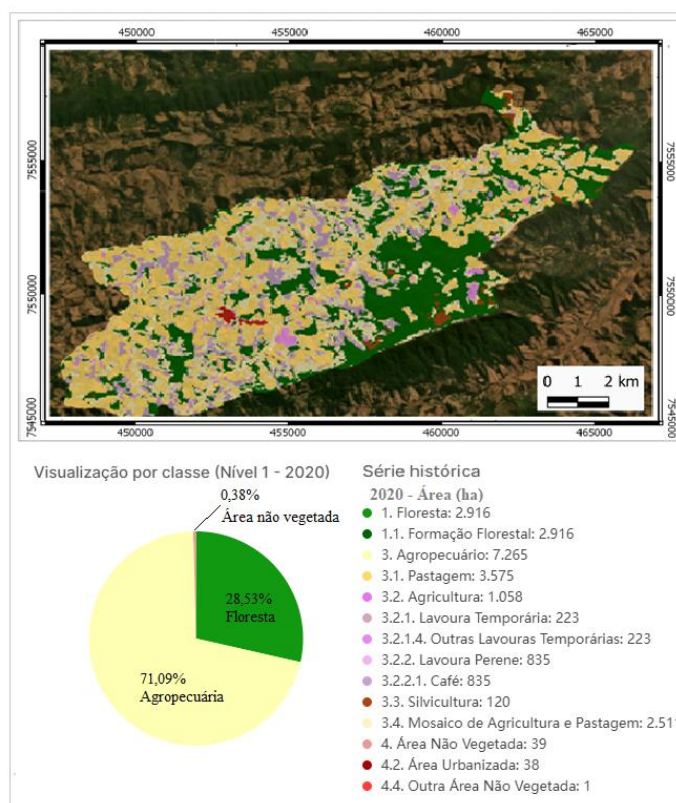 450000 455000 460000 465000
7555000 7555000
7550000 7550000
7545000 7545000
0 1 2 km
450000 455000 460000 465000
Visualização por classe (Nível 1 - 2020)
0,38%
Área não vegetada
28,53%
Floresta
71,09%
Agropecuária
Série histórica
2020 - Área (ha)
1. Floresta: 2.916
1.1. Formação Florestal: 2.916
3. Agropecuário: 7.265
3.1. Pastagem: 3.575
3.2. Agricultura: 1.058
3.2.1. Lavoura Temporária: 223
3.2.1.4. Outras Lavouras Temporárias: 223
3.2.2. Lavoura Perene: 835
3.2.2.1. Café: 835
3.3. Silvicultura: 120
3.4. Mosaico de Agricultura e Pastagem: 2.511
4. Área Não Vegetada: 39
4.2. Área Urbanizada: 38
4.4. Outra Área Não Vegetada: 1